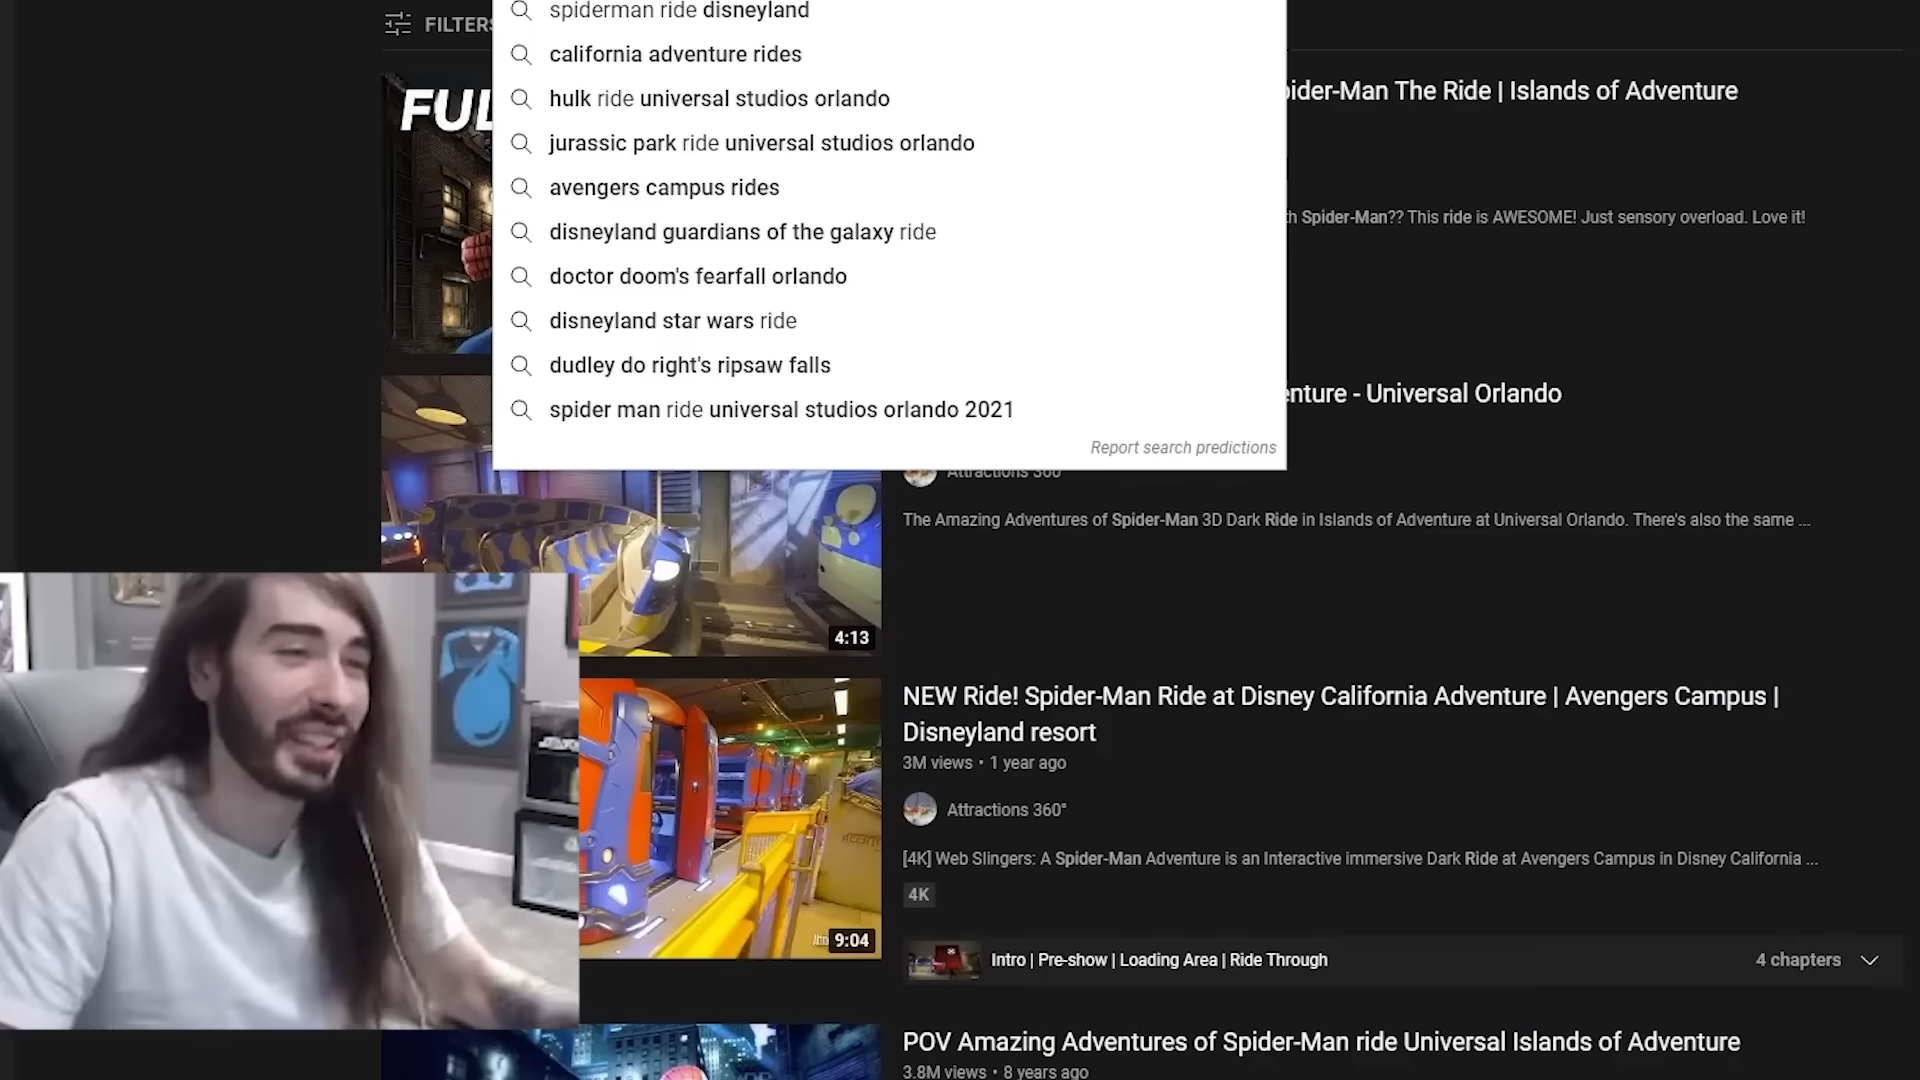 FILTERS
spiderman ride disneyland
california adventure rides
hulk ride universal studios orlando
jurassic park ride universal studios orlando
avengers campus rides
disneyland guardians of the galaxy ride
doctor doom's fearfall orlando
disneyland star wars ride
dudley do right's ripsaw falls
spider man ride universal studios orlando 2021
Report search predictions
FUL
ider-Man The Ride | Islands of Adventure
h Spider-Man?? This ride is AWESOME! Just sensory overload. Love it!
enture - Universal Orlando
Attractions 360°
The Amazing Adventures of Spider-Man 3D Dark Ride in Islands of Adventure at Universal Orlando. There's also the same ...
4:13
NEW Ride! Spider-Man Ride at Disney California Adventure | Avengers Campus |
Disneyland resort
3M views • 1 year ago
Attractions 360°
[4K] Web Slingers: A Spider-Man Adventure is an Interactive immersive Dark Ride at Avengers Campus in Disney California ...
4K
9:04
Intro | Pre-show | Loading Area | Ride Through
4 chapters
POV Amazing Adventures of Spider-Man ride Universal Islands of Adventure
3.8M views • 8 years ago